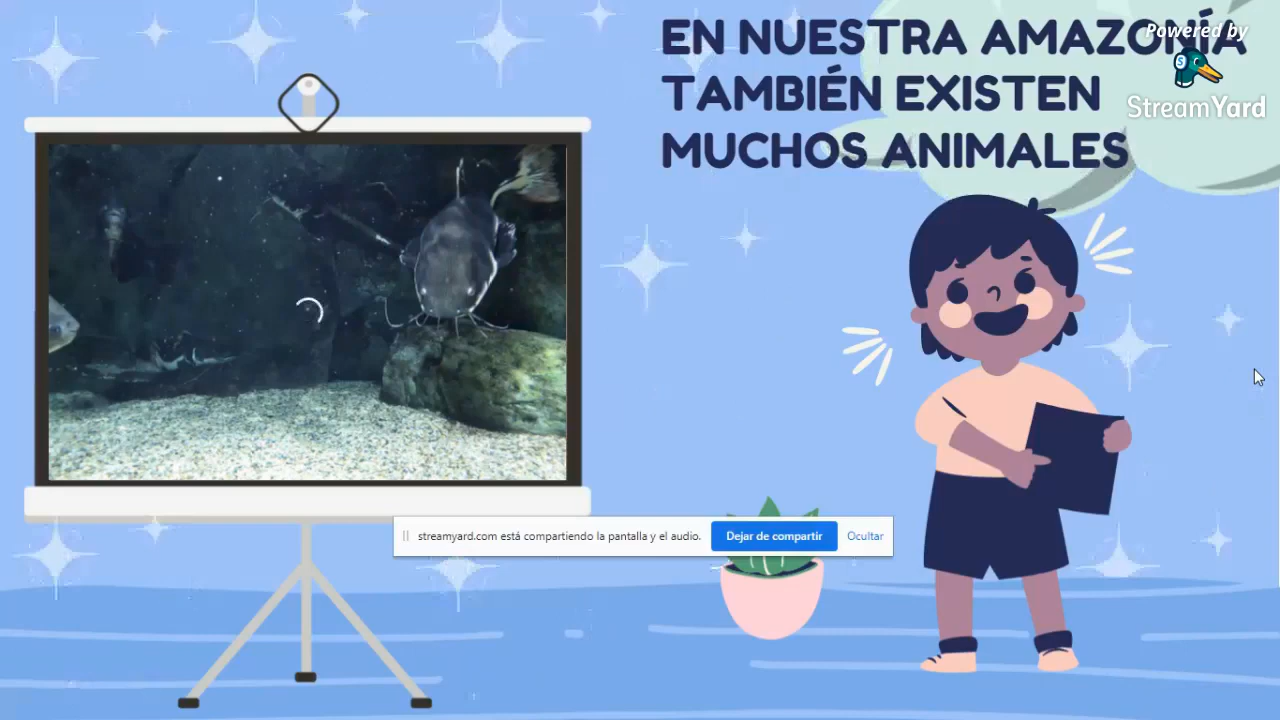 EN NUESTRA AMAZONÍA
TAMBIÉN EXISTEN
MUCHOS ANIMALES
Powered by
StreamYard
streamyard.com está compartiendo la pantalla y el audio.
Dejar de compartir
Ocultar